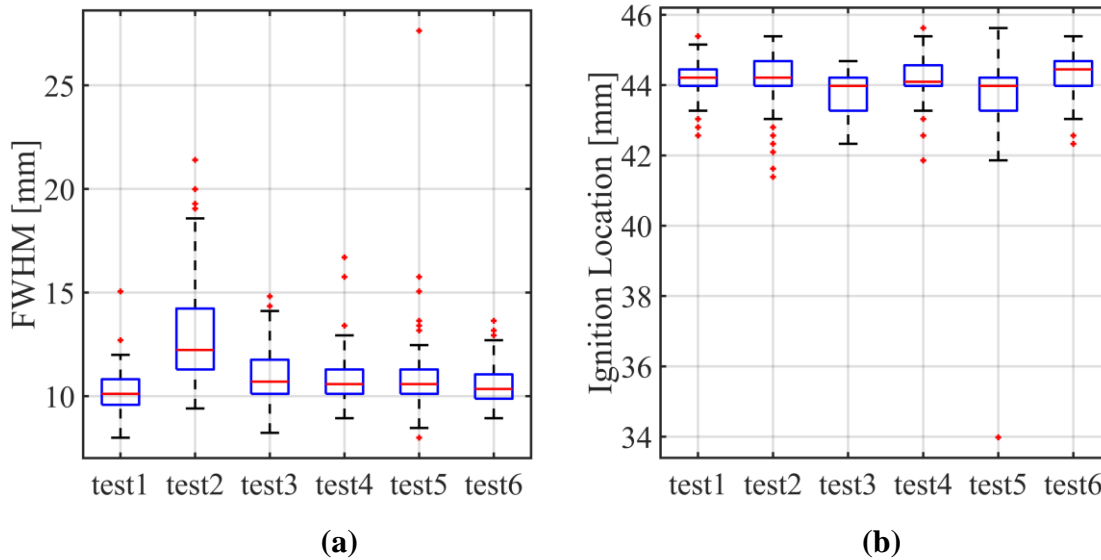 FWHM [mm]
25
20
15
10
test1 test2 test3 test4 test5 test6
(a)
Ignition Location [mm]
46
44
42
40
38
36
34
test1 test2 test3 test4 test5 test6
(b)